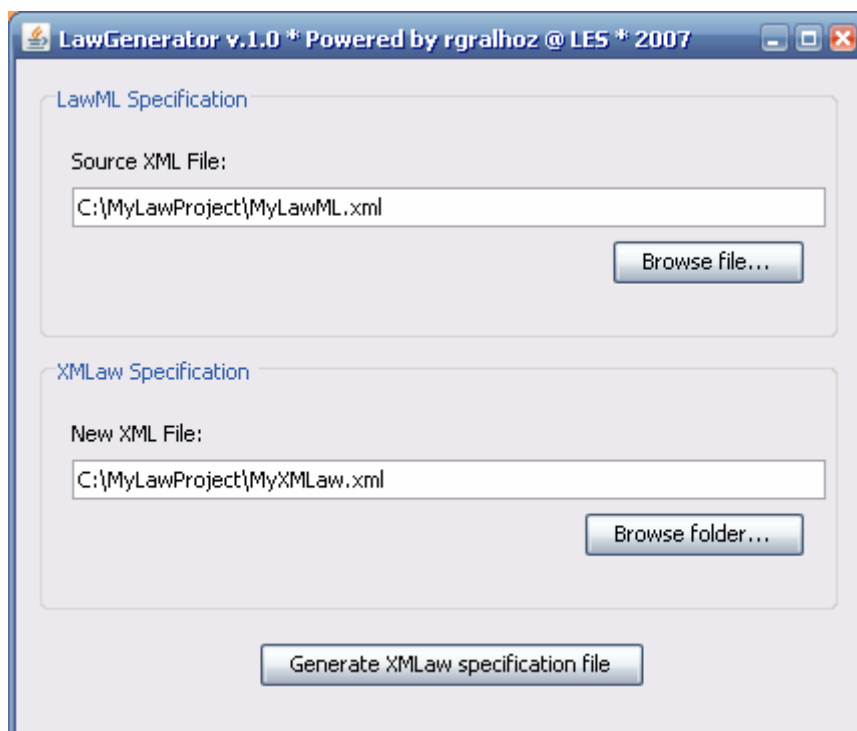 LawGenerator v.1.0 * Powered by rgralhoz @ LES * 2007
LawML Specification
Source XML File:
C:\MyLawProject\MyLawML.xml
Browse file...
XMLaw Specification
New XML File:
C:\MyLawProject\MyXMLaw.xml
Browse folder...
Generate XMLaw specification file